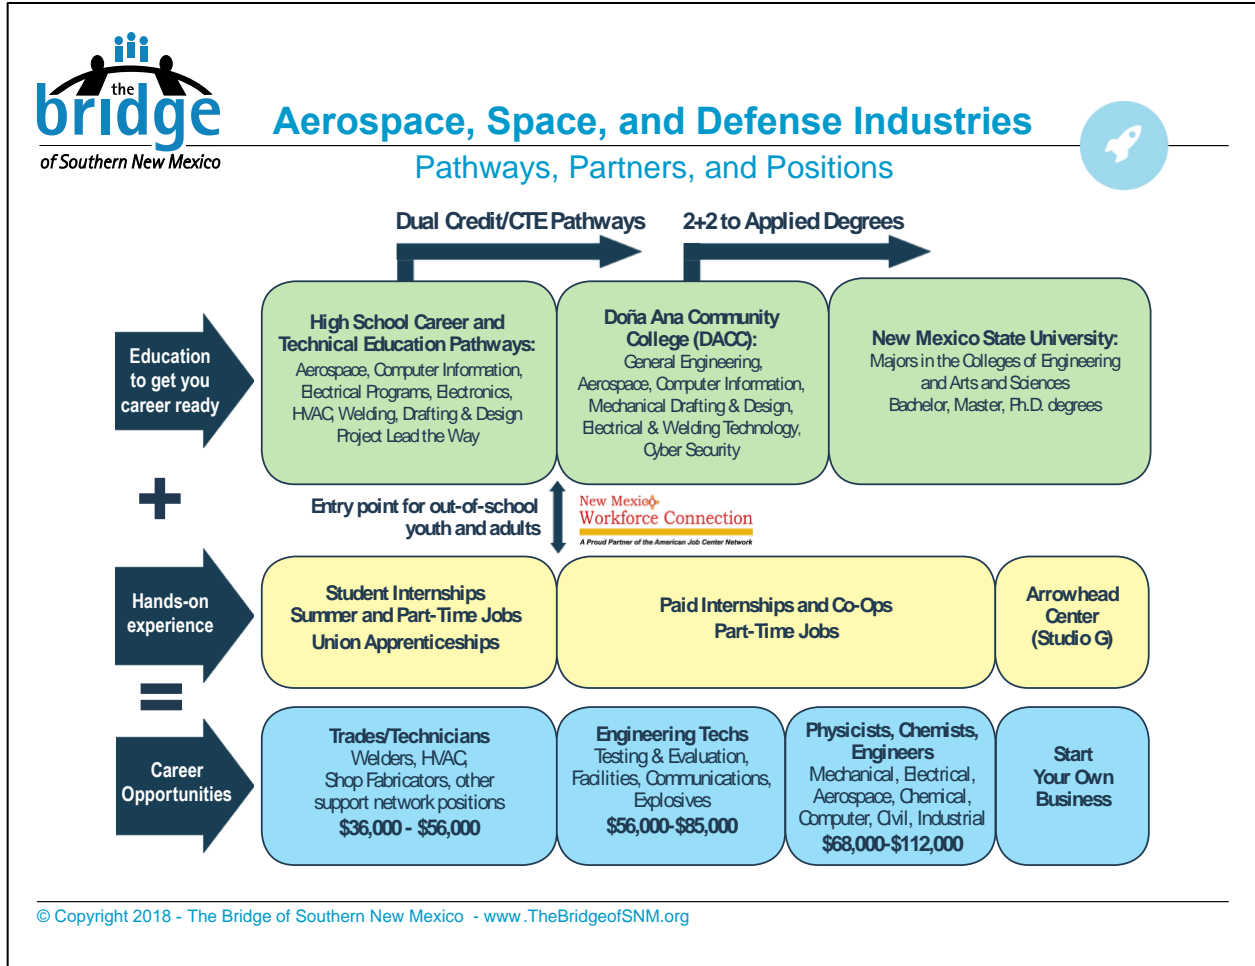 the
bridge
of Southern New Mexico
Aerospace, Space, and Defense Industries
Pathways, Partners, and Positions
Dual Credit/CTE Pathways
2+2 to Applied Degrees
Education
to get you
career ready
High School Career and
Technical Education Pathways:
Aerospace, Computer Information,
Electrical Programs, Electronics,
HVAC, Welding, Drafting & Design
Project Lead the Way
Doña Ana Community
College (DACC):
General Engineering,
Aerospace, Computer Information,
Mechanical Drafting & Design,
Electrical & Welding Technology,
Cyber Security
New Mexico State University:
Majors in the Colleges of Engineering
and Arts and Sciences
Bachelor, Master, Ph.D. degrees
+
Entry point for out-of-school
youth and adults
New Mexico
Workforce Connection
A Proud Partner of the American Job Center Network
Hands-on
experience
Student Internships
Summer and Part-Time Jobs
Union Apprenticeships
Paid Internships and Co-Ops
Part-Time Jobs
Arrowhead
Center
(Studio G)
=
Career
Opportunities
Trades/Technicians
Welders, HVAC,
Shop Fabricators, other
support network positions
$36,000 - $56,000
Engineering Techs
Testing & Evaluation,
Facilities, Communications,
Explosives
$56,000-$85,000
Physicists, Chemists,
Engineers
Mechanical, Electrical,
Aerospace, Chemical,
Computer, Civil, Industrial
$68,000-$112,000
Start
Your Own
Business
© Copyright 2018 - The Bridge of Southern New Mexico - www.TheBridgeofSNM.org